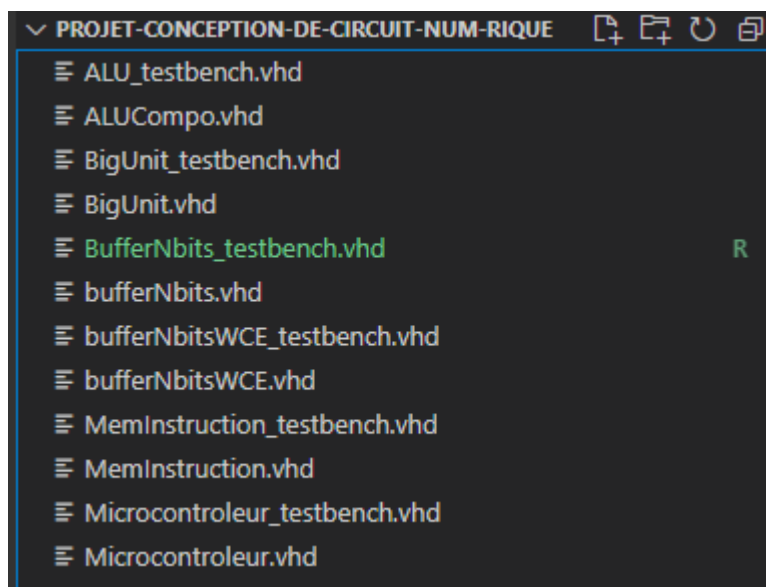 PROJET-CONCEPTION-DE-CIRCUIT-NUM-RIQUE
ALU_testbench.vhd
ALUCompo.vhd
BigUnit_testbench.vhd
BigUnit.vhd
BufferNbits_testbench.vhd R
bufferNbits.vhd
bufferNbitsWCE_testbench.vhd
bufferNbitsWCE.vhd
MemInstruction_testbench.vhd
MemInstruction.vhd
Microcontroleur_testbench.vhd
Microcontroleur.vhd